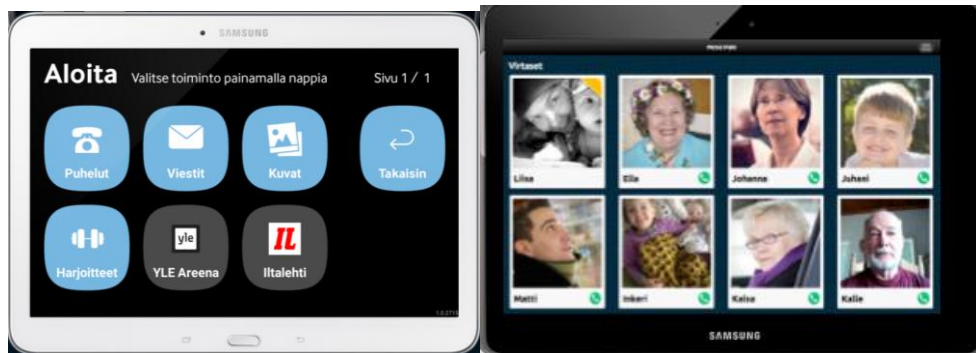 SAMSUNG
Aloita Valitse toiminto painamalla nappia Sivu 1 / 1
Puhelut Viestit Kuvat Takaisin
yle IL
Harjoitteet YLE Areena Iltalehti
Virtaset
Liisa Ella Johanna Juhani
Matti Inkeri Kaisa Kalle
SAMSUNG